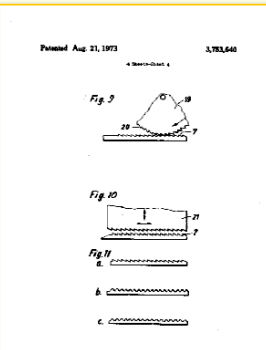 Patented Aug. 21, 1973 3,753,640
4 Sheets-Sheet 4
Fig. 9
19
20
7
Fig. 10
21
7
Fig. 11
a.
b.
c.